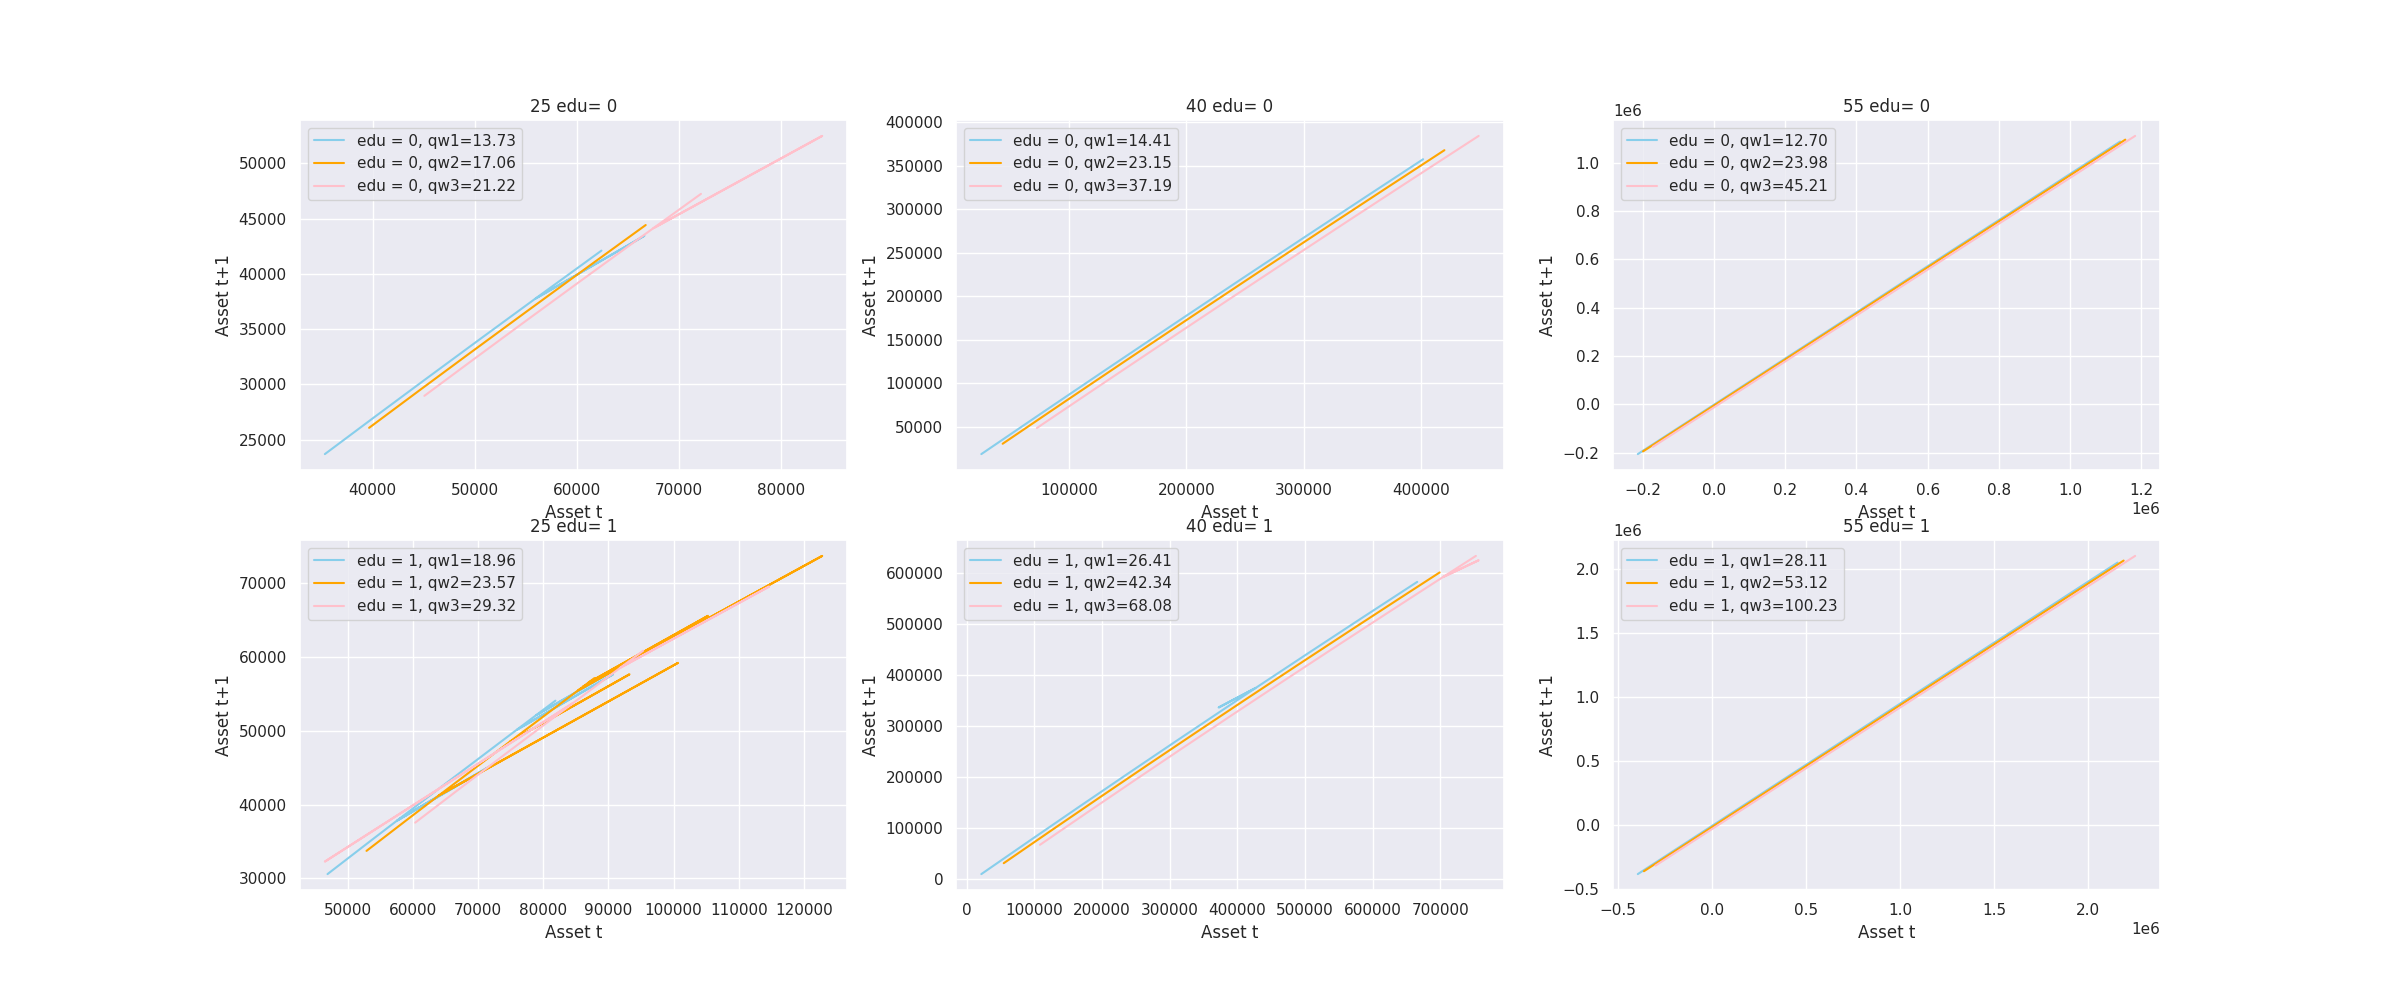 25 edu= 0
edu = 0, qw1=13.73
edu = 0, qw2=17.06
edu = 0, qw3=21.22
50000
45000
40000
35000
30000
25000
Asset t+1
40000 50000 60000 70000 80000
Asset t
40 edu= 0
edu = 0, qw1=14.41
edu = 0, qw2=23.15
edu = 0, qw3=37.19
400000
350000
300000
250000
200000
150000
100000
50000
Asset t+1
100000 200000 300000 400000
Asset t
55 edu= 0
1e6
edu = 0, qw1=12.70
edu = 0, qw2=23.98
edu = 0, qw3=45.21
1.0
0.8
0.6
0.4
0.2
0.0
−0.2
Asset t+1
−0.2 0.0 0.2 0.4 0.6 0.8 1.0 1.2
1e6
Asset t
25 edu= 1
edu = 1, qw1=18.96
edu = 1, qw2=23.57
edu = 1, qw3=29.32
70000
60000
50000
40000
30000
Asset t+1
50000 60000 70000 80000 90000 100000 110000 120000
Asset t
40 edu= 1
edu = 1, qw1=26.41
edu = 1, qw2=42.34
edu = 1, qw3=68.08
600000
500000
400000
300000
200000
100000
0
Asset t+1
0 100000 200000 300000 400000 500000 600000 700000
Asset t
55 edu= 1
1e6
edu = 1, qw1=28.11
edu = 1, qw2=53.12
edu = 1, qw3=100.23
2.0
1.5
1.0
0.5
0.0
−0.5
Asset t+1
−0.5 0.0 0.5 1.0 1.5 2.0
1e6
Asset t